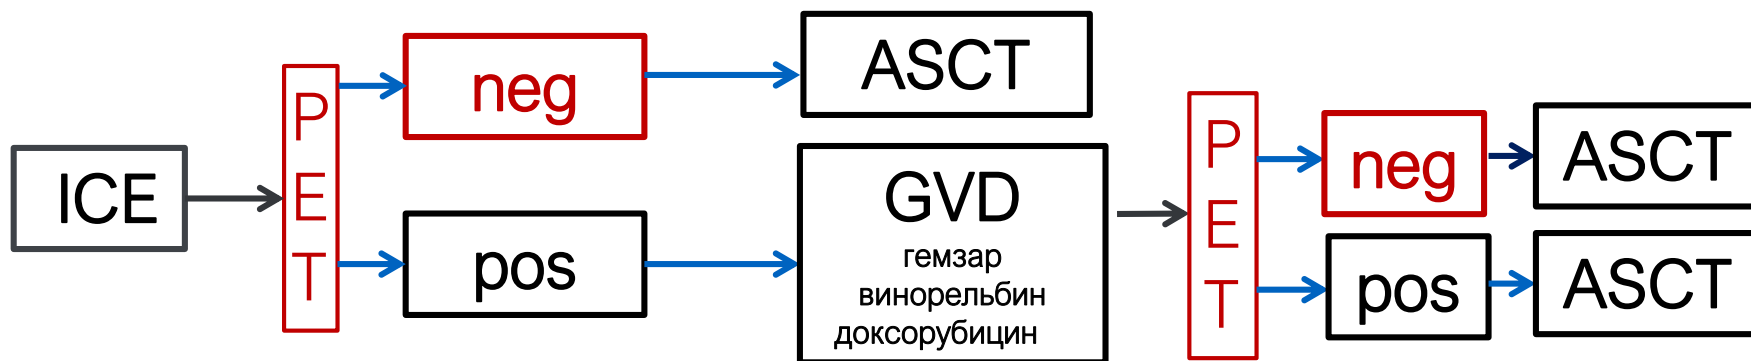 ICE
PET
neg
ASCT
pos
GVD
гемзар
винорельбин
доксорубицин
PET
neg
ASCT
pos
ASCT